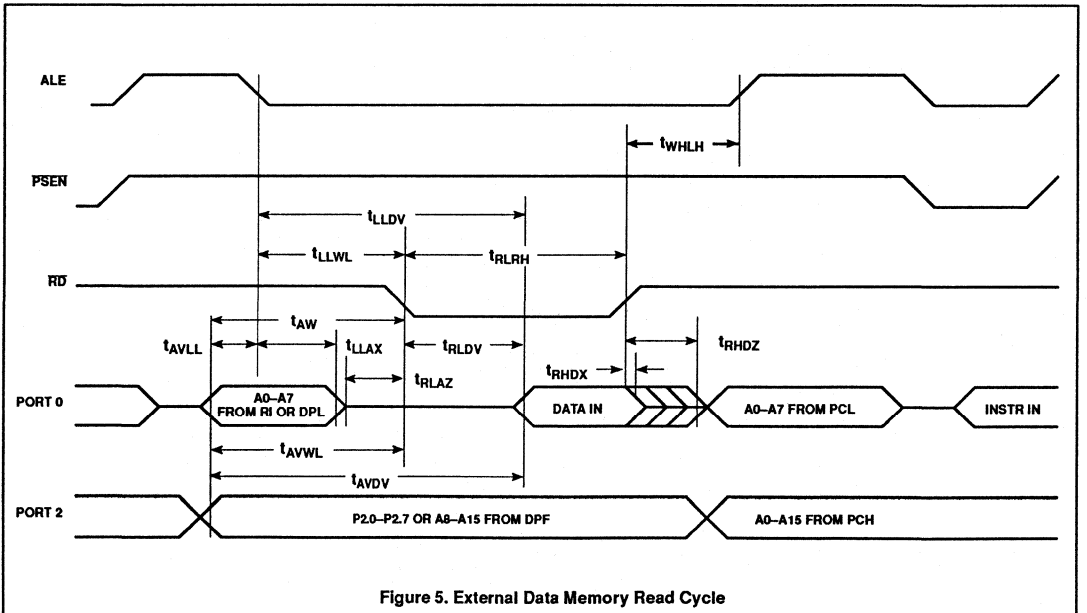 ALE
tWHLH
PSEN
tLLDV
tLLWL
tRLRH
RD
tAW
tAVLL
tLLAX
tRLDV
tRHDZ
tRHDX
tRLAZ
PORT 0
A0–A7
FROM RI OR DPL
DATA IN
A0–A7 FROM PCL
INSTR IN
tAVWL
tAVDV
PORT 2
P2.0–P2.7 OR A8–A15 FROM DPF
A0–A15 FROM PCH
Figure 5. External Data Memory Read Cycle